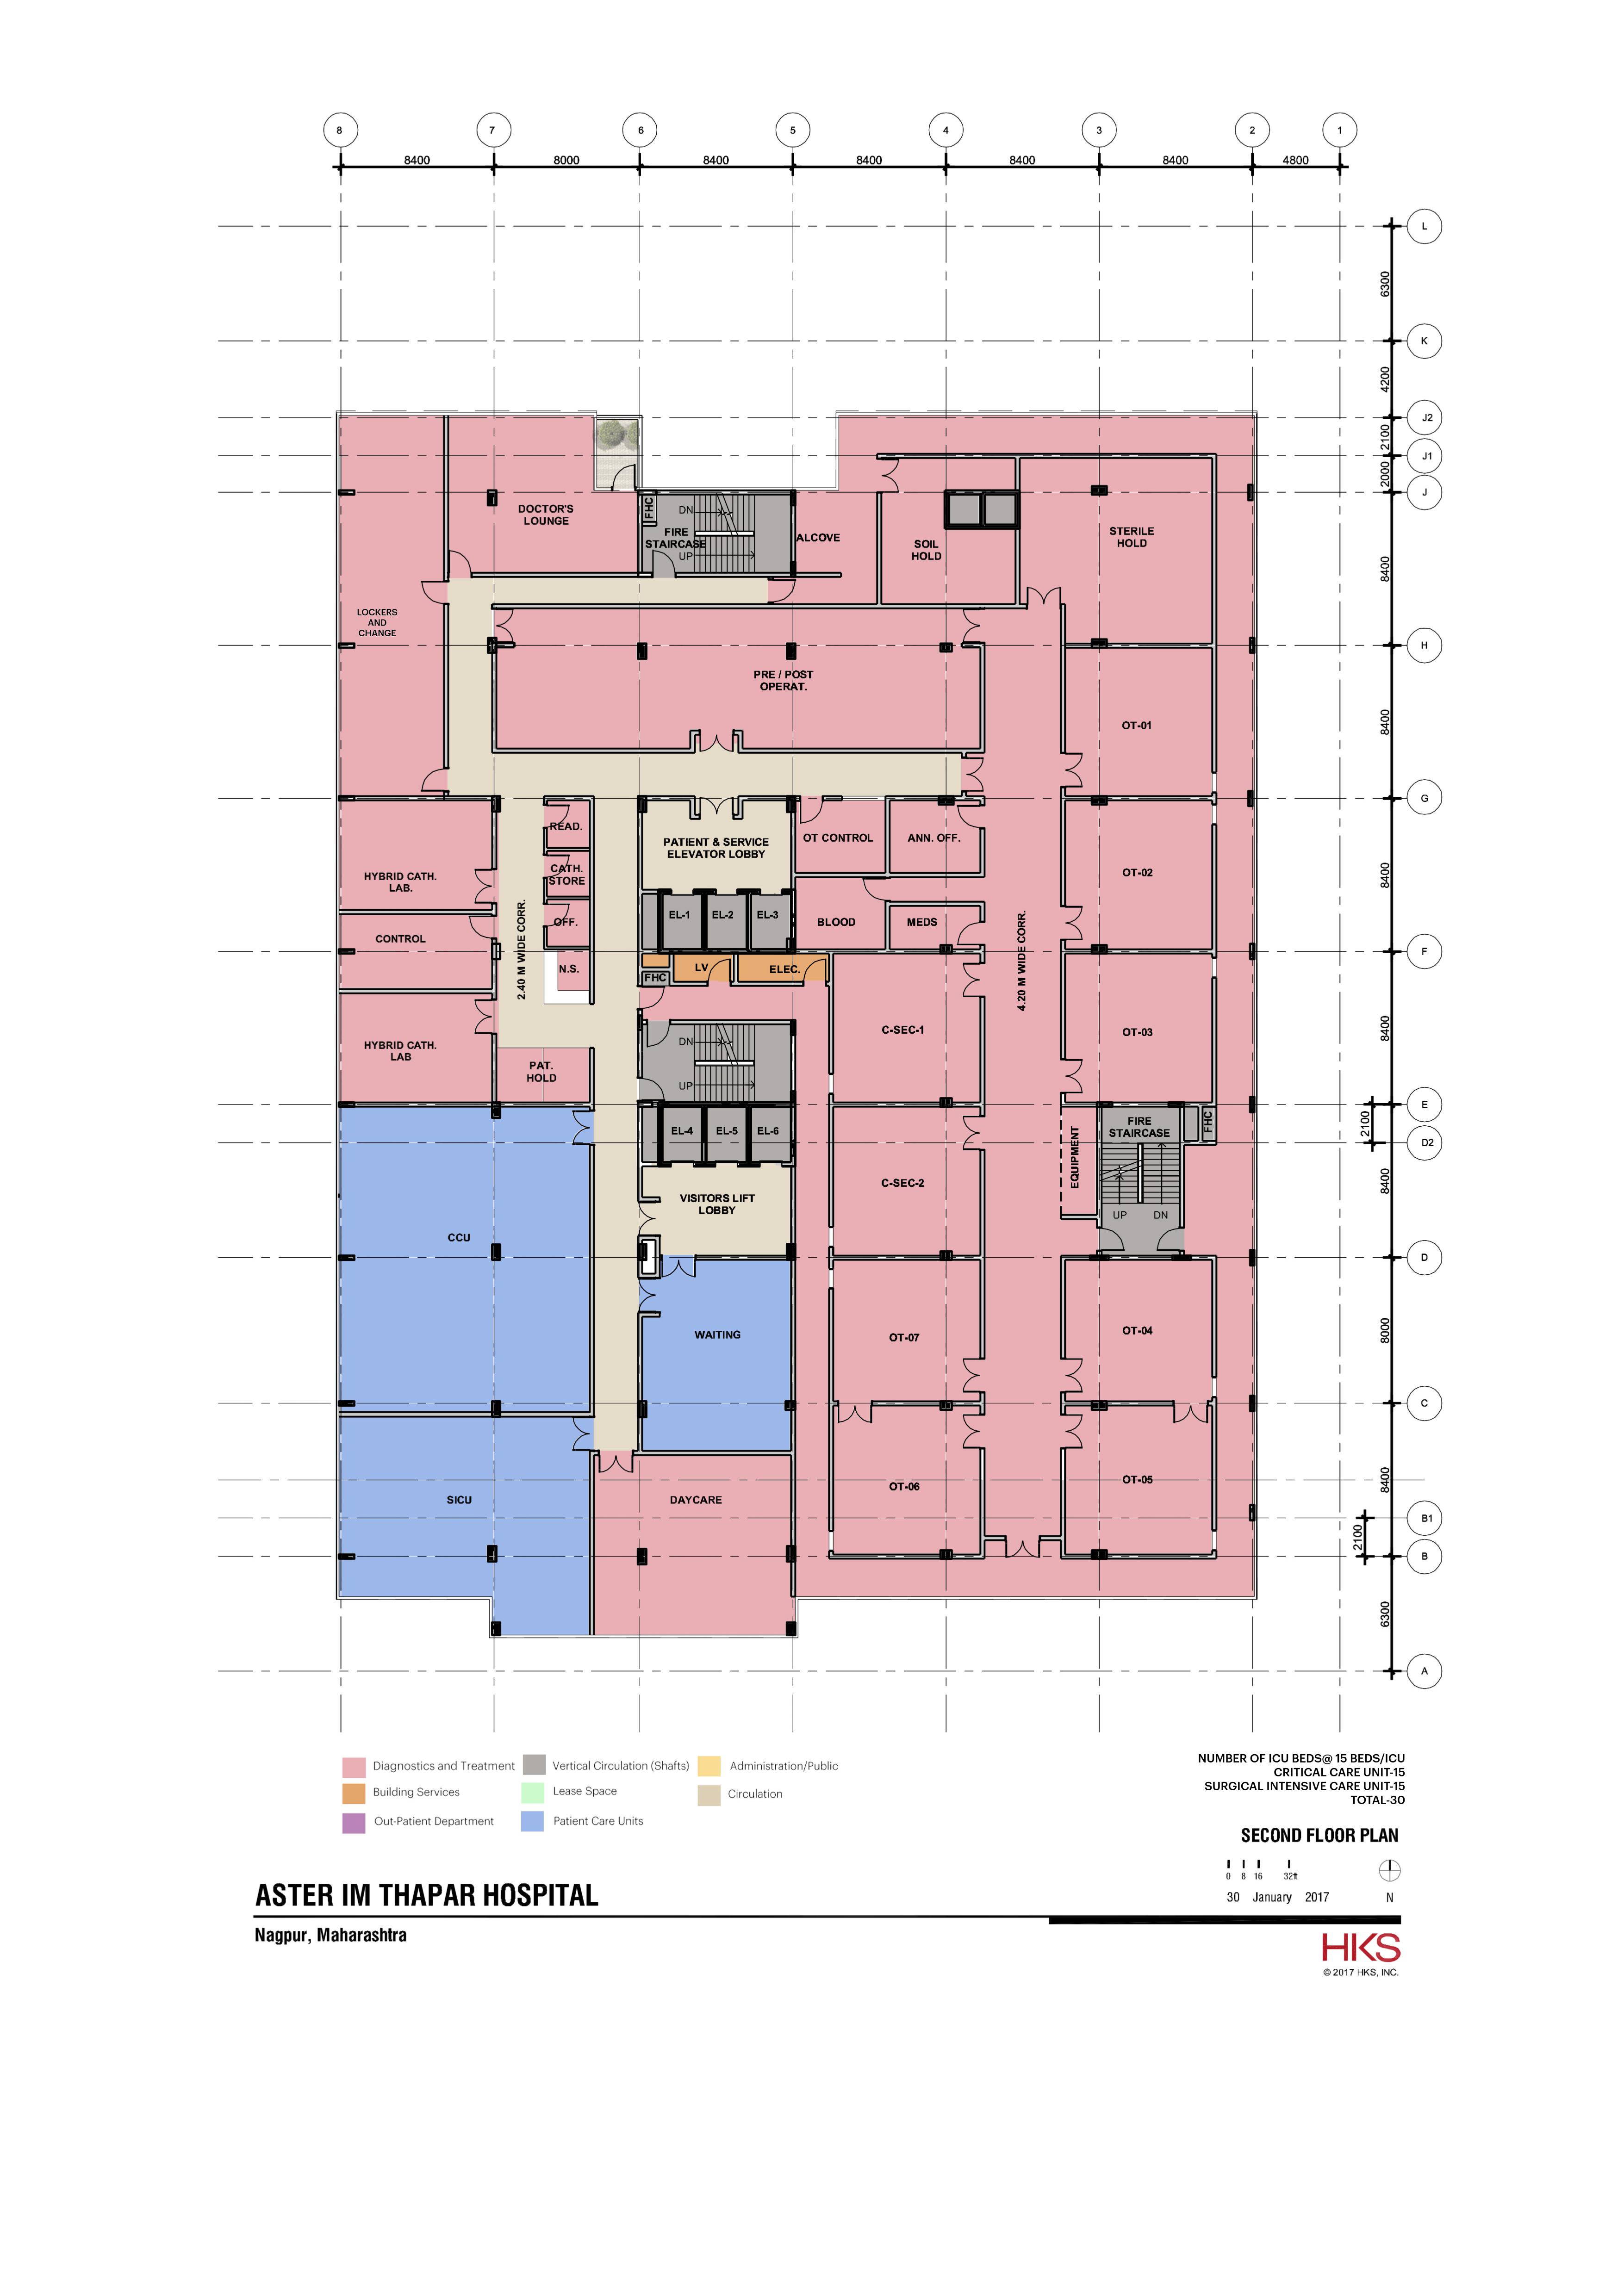 8 7 6 5 4 3 2 1
8400 8000 8400 8400 8400 8400 4800
L
6300
K
4200
J2
2100
J1
2000
J
DOCTOR'S
LOUNGE
FHC
DN
FIRE
STAIRCASE
UP
ALCOVE
SOIL
HOLD
STERILE
HOLD
8400
LOCKERS
AND
CHANGE
H
PRE / POST
OPERAT.
OT-01
8400
G
READ.
PATIENT & SERVICE
ELEVATOR LOBBY
OT CONTROL
ANN. OFF.
HYBRID CATH.
LAB.
CATH.
STORE
OT-02
8400
OFF.
EL-1 EL-2 EL-3
BLOOD
MEDS
CONTROL
2.40 M WIDE CORR.
4.20 M WIDE CORR.
F
N.S.
FHC
LV
ELEC.
HYBRID CATH.
LAB
C-SEC-1
OT-03
8400
DN
UP
PAT.
HOLD
E
EL-4 EL-5 EL-6
FIRE
STAIRCASE
FHC
2100
D2
EQUIPMENT
C-SEC-2
8400
VISITORS LIFT
LOBBY
UP DN
CCU
D
WAITING
OT-07
OT-04
8000
C
SICU
DAYCARE
OT-06
OT-05
8400
B1
2100
B
6300
A
Diagnostics and Treatment
Vertical Circulation (Shafts)
Administration/Public
Building Services
Lease Space
Circulation
Out-Patient Department
Patient Care Units
NUMBER OF ICU BEDS@ 15 BEDS/ICU
CRITICAL CARE UNIT-15
SURGICAL INTENSIVE CARE UNIT-15
TOTAL-30
SECOND FLOOR PLAN
0 8 16 32ft
30 January 2017
N
ASTER IM THAPAR HOSPITAL
Nagpur, Maharashtra
HKS
© 2017 HKS, INC.